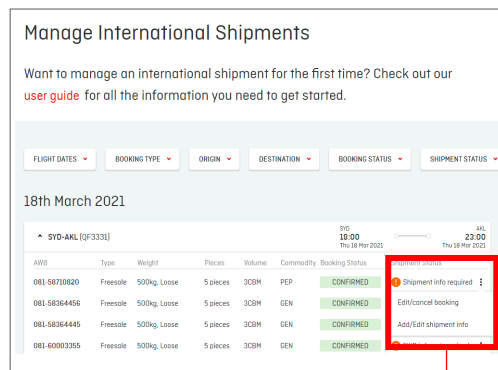 Manage International Shipments
Want to manage an international shipment for the first time? Check out our
user guide for all the information you need to get started.
FLIGHT DATES BOOKING TYPE ORIGIN DESTINATION BOOKING STATUS SHIPMENT STATUS
18th March 2021
SYD AKL
SYD-AKL (QF3331) 18:00 23:00
Thu 18 Mar 2021 Thu 18 Mar 2021
AWB Type Weight Pieces Volume Commodity Booking Status Shipment Status
081-58710820 Freesale 500kg, Loose 5 pieces 3CBM PEP CONFIRMED Shipment info required
081-58364456 Freesale 500kg, Loose 5 pieces 3CBM GEN CONFIRMED Edit/cancel booking
081-58364445 Freesale 500kg, Loose 5 pieces 3CBM GEN CONFIRMED Add/Edit shipment info
081-60003355 Freesale 500kg, Loose 5 pieces 3CBM GEN CONFIRMED